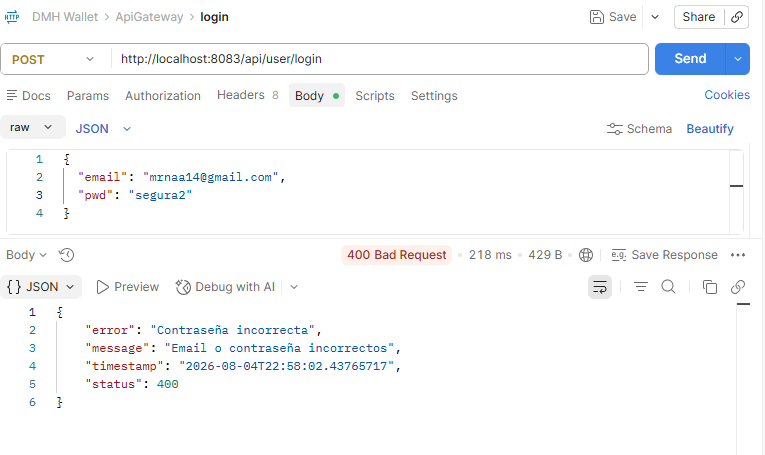 HTTP DMH Wallet > ApiGateway > login Save Share
POST http://localhost:8083/api/user/login Send
Docs Params Authorization Headers 8 Body Scripts Settings Cookies
raw JSON Schema Beautify
1 {
2 "email": "mrnaa14@gmail.com",
3 "pwd": "segura2"
4 }
Body 400 Bad Request 218 ms 429 B e.g. Save Response
{} JSON Preview Debug with AI
1 {
2 "error": "Contraseña incorrecta",
3 "message": "Email o contraseña incorrectos",
4 "timestamp": "2026-08-04T22:58:02.43765717",
5 "status": 400
6 }